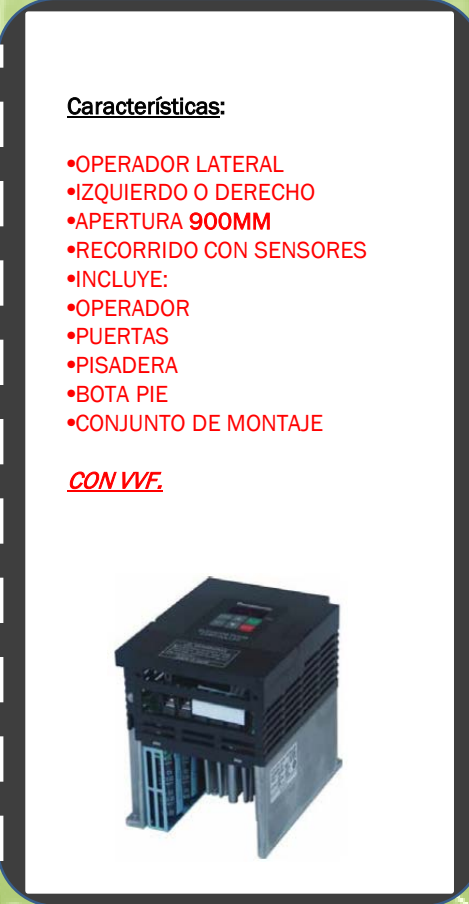 Características:
•OPERADOR LATERAL
•IZQUIERDO O DERECHO
•APERTURA 900MM
•RECORRIDO CON SENSORES
•INCLUYE:
•OPERADOR
•PUERTAS
•PISADERA
•BOTA PIE
•CONJUNTO DE MONTAJE
CON VVF.